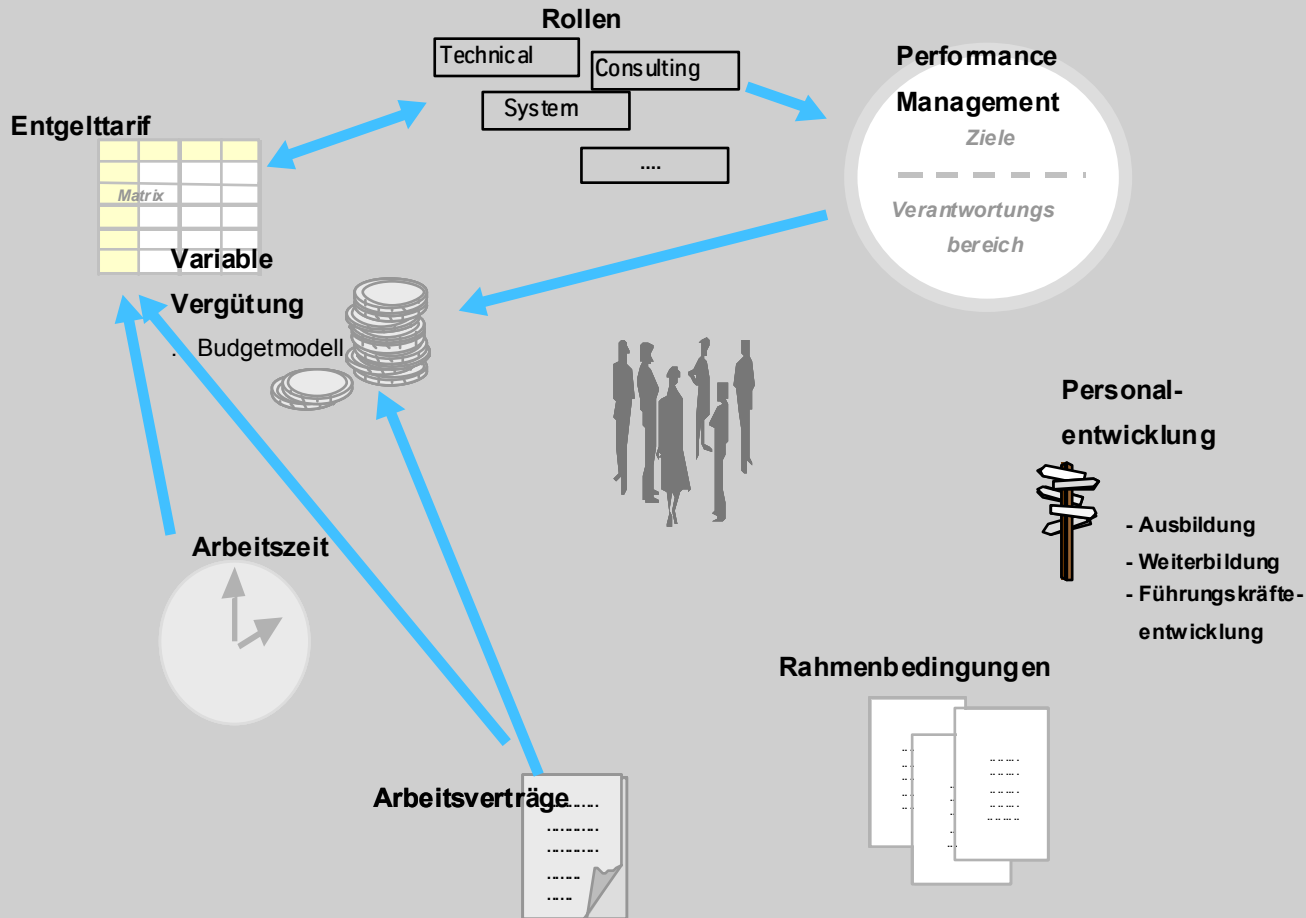 Rollen
Technical
Consulting
System
....
Performance
Management
Ziele
Verantwortungs
bereich
Entgelttarif
Matrix
Variable
Vergütung
. Budgetmodell
Personal-
entwicklung
- Ausbildung
- Weiterbildung
- Führungskräfte-
entwicklung
Arbeitszeit
Rahmenbedingungen
Arbeitsverträge